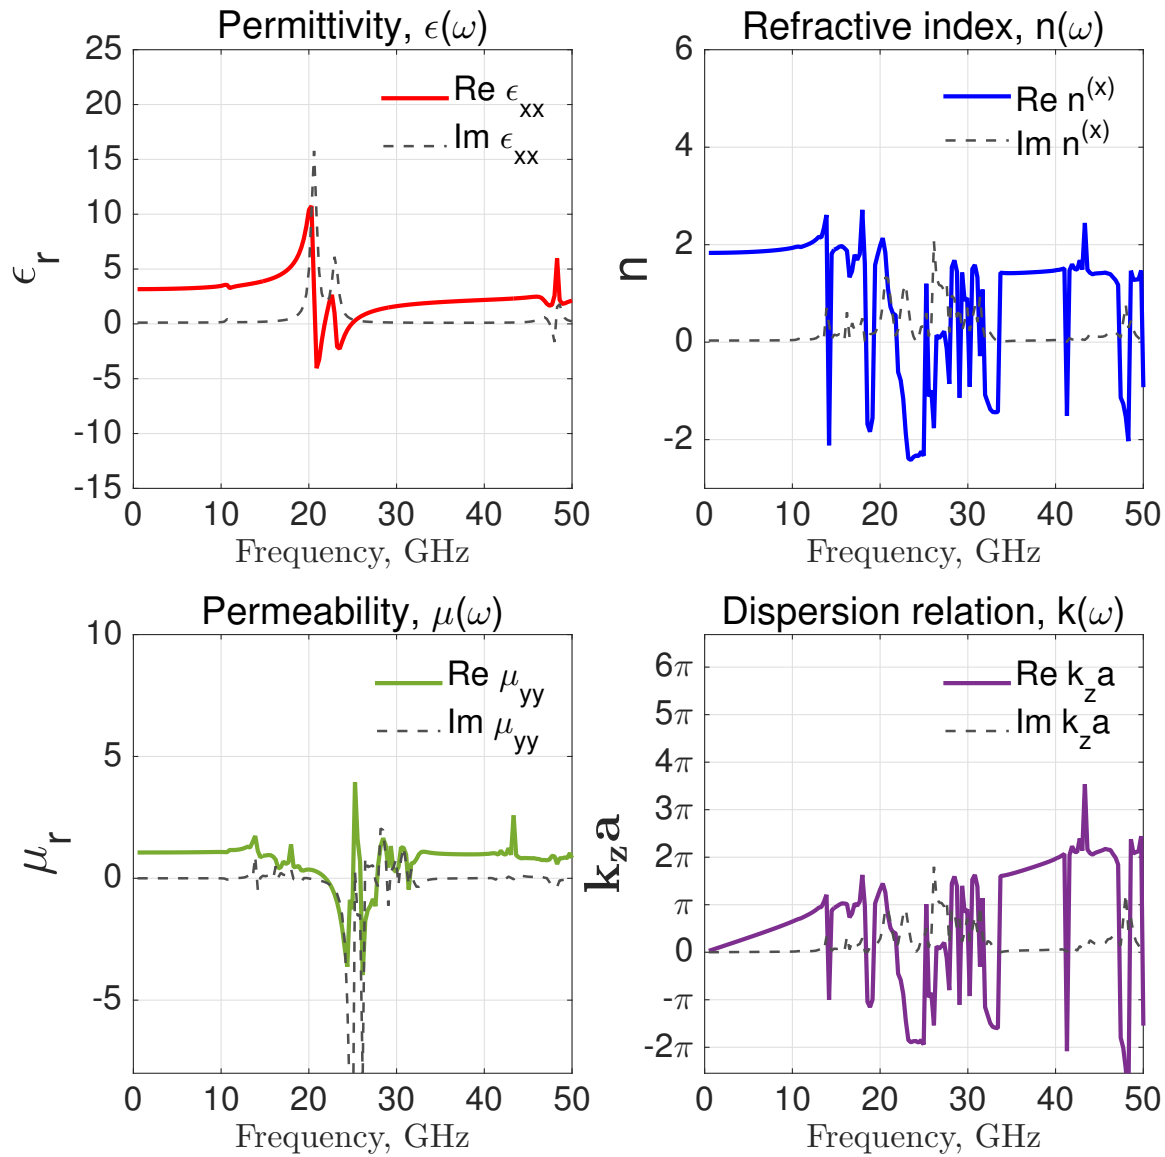 Permittivity, ϵ(ω)
25
20
15
10
5
0
-5
-10
-15
ϵr
Re ϵxx
Im ϵxx
0 10 20 30 40 50
Frequency, GHz
Refractive index, n(ω)
6
4
2
0
-2
n
Re n(x)
Im n(x)
0 10 20 30 40 50
Frequency, GHz
Permeability, μ(ω)
10
5
0
-5
μr
Re μyy
Im μyy
0 10 20 30 40 50
Frequency, GHz
Dispersion relation, k(ω)
6π
5π
4π
3π
2π
π
0
-π
-2π
kza
Re kza
Im kza
0 10 20 30 40 50
Frequency, GHz